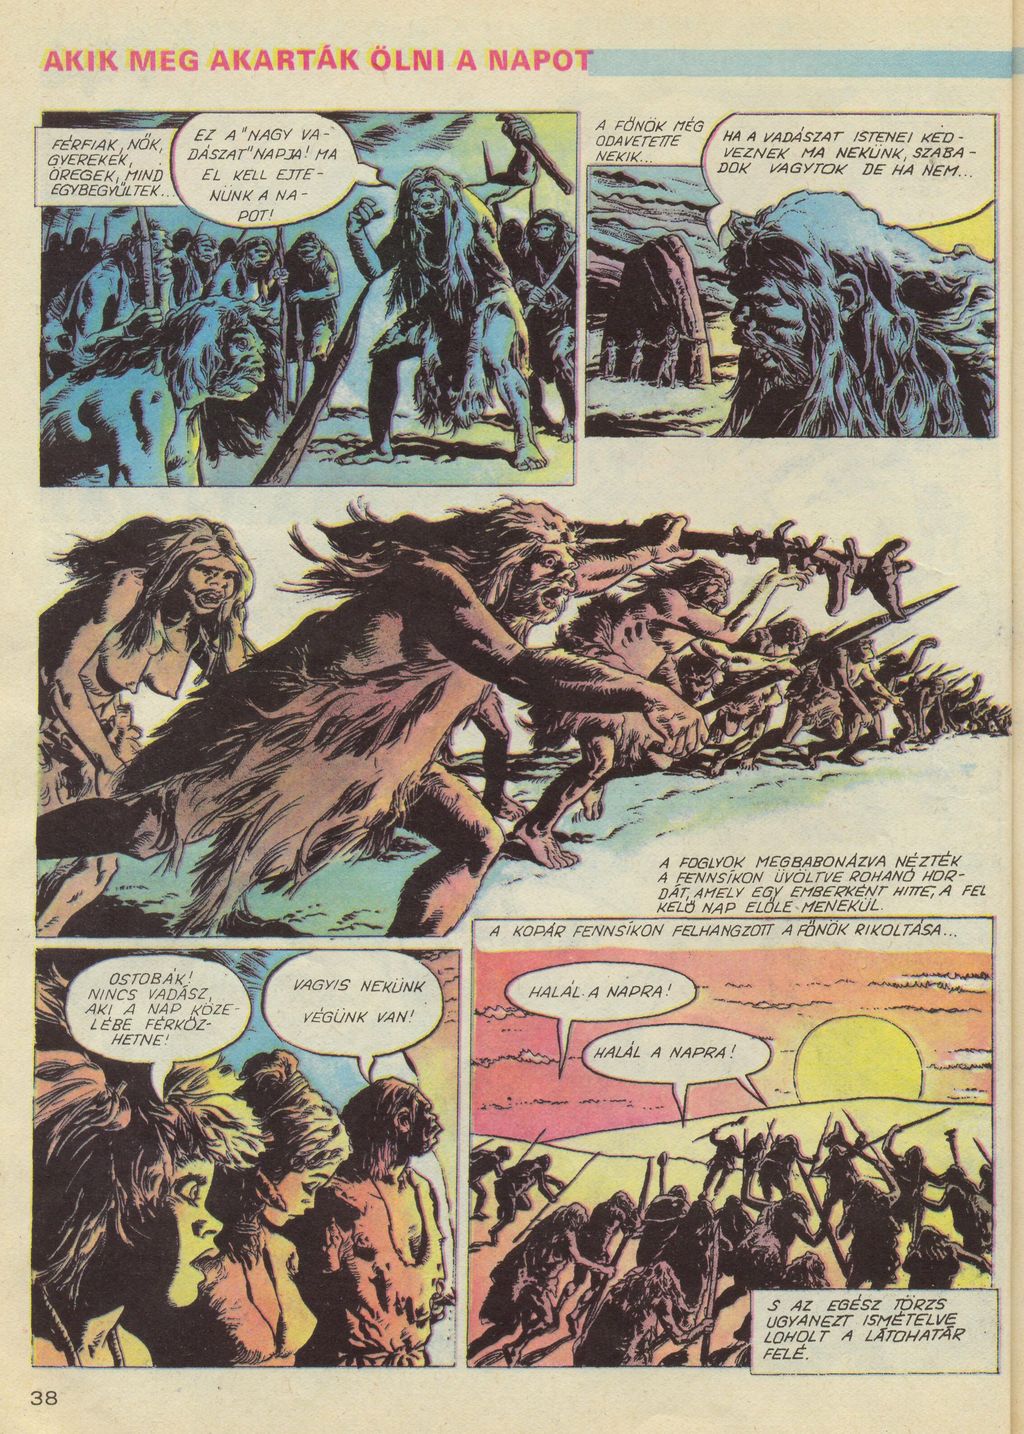 AKIK MEG AKARTÁK ÖLNI A NAPOT
FÉRFIAK, NŐK,
GYEREKEK,
ÖREGEK, MIND
EGYBEGYŰLTEK...
EZ A "NAGY VA-
DÁSZAT" NAPJA! MA
EL KELL EJTE-
NÜNK A NA-
POT!
A FŐNÖK MÉG
ODAVETETTE
NEKIK...
HA A VADÁSZAT ISTENEI KED-
VEZNEK MA NEKÜNK, SZABA-
DOK VAGYTOK DE HA NEM...
A FOGLYOK MEGBABONÁZVA NÉZTÉK
A FENNSÍKON ÜVÖLTVE ROHANÓ HOR-
DÁT, AMELY EGY EMBERKÉNT HITTE, A FEL
KELŐ NAP ELŐLE MENEKÜL.
OSTOBÁK!
NINCS VADÁSZ,
AKI A NAP KÖZE-
LÉBE FÉRKŐZ-
HETNE!
VAGYIS NEKÜNK
VÉGÜNK VAN!
A KOPÁR FENNSÍKON FELHANGZOTT A FŐNÖK RIKOLTÁSA...
HALÁL A NAPRA!
HALÁL A NAPRA!
S AZ EGÉSZ TÖRZS
UGYANEZT ISMÉTELVE
LOHOLT A LÁTÓHATÁR
FELÉ.
38